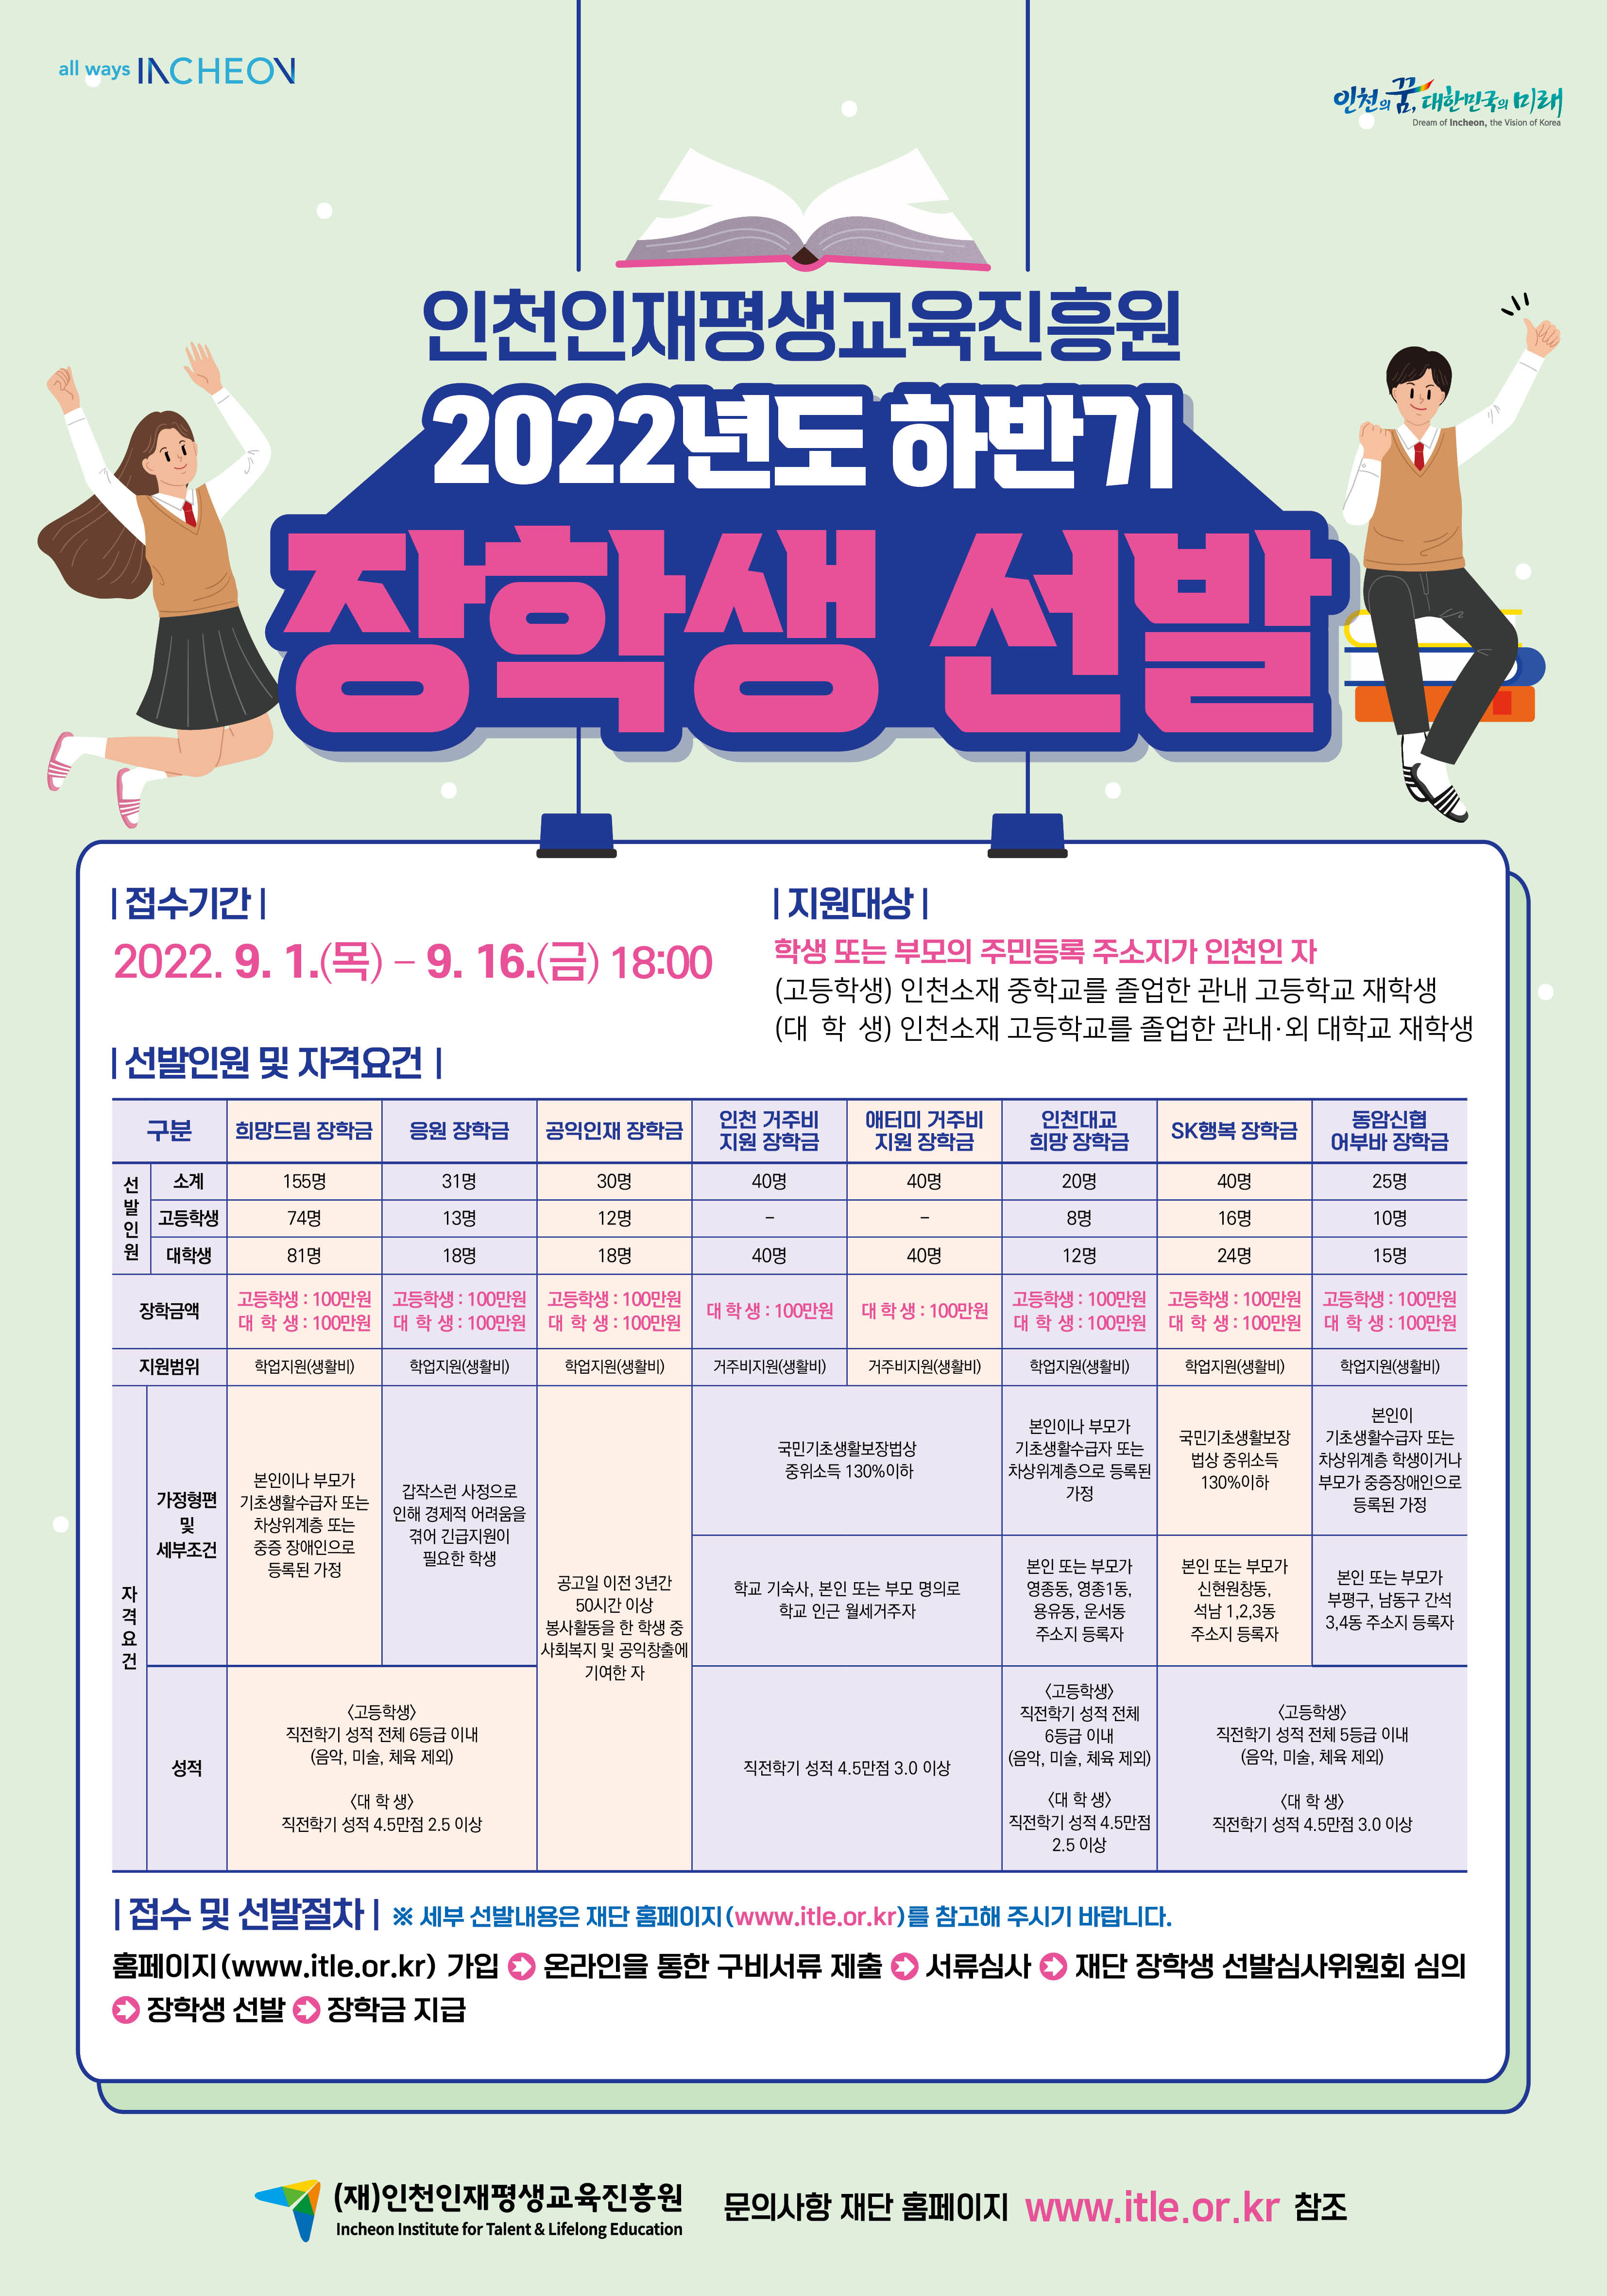 all ways INCHEON
인천의 꿈, 대한민국의 미래
Dream of Incheon, the Vision of Korea
인천인재평생교육진흥원
2022년도 하반기
장학생 선발
접수기간
2022. 9. 1.(목) - 9. 16.(금) 18:00
지원대상
학생 또는 부모의 주민등록 주소지가 인천인 자
(고등학생) 인천소재 중학교를 졸업한 관내 고등학교 재학생
(대 학 생) 인천소재 고등학교를 졸업한 관내·외 대학교 재학생
선발인원 및 자격요건
구분 희망드림 장학금 응원 장학금 공익인재 장학금 인천 거주비 지원 장학금 애터미 거주비 지원 장학금 인천대교 희망 장학금 SK행복 장학금 동암신협 어부바 장학금
선발인원
소계 155명 31명 30명 40명 40명 20명 40명 25명
고등학생 74명 13명 12명 - - 8명 16명 10명
대학생 81명 18명 18명 40명 40명 12명 24명 15명
장학금액
고등학생 : 100만원
대 학 생 : 100만원
고등학생 : 100만원
대 학 생 : 100만원
고등학생 : 100만원
대 학 생 : 100만원
대 학 생 : 100만원
대 학 생 : 100만원
고등학생 : 100만원
대 학 생 : 100만원
고등학생 : 100만원
대 학 생 : 100만원
고등학생 : 100만원
대 학 생 : 100만원
지원범위 학업지원(생활비) 학업지원(생활비) 학업지원(생활비) 거주비지원(생활비) 거주비지원(생활비) 학업지원(생활비) 학업지원(생활비) 학업지원(생활비)
자격요건
가정형편
및
세부조건
본인이나 부모가
기초생활수급자 또는
차상위계층 또는
중증 장애인으로
등록된 가정
갑작스런 사정으로
인해 경제적 어려움을
겪어 긴급지원이
필요한 학생
공고일 이전 3년간
50시간 이상
봉사활동을 한 학생 중
사회복지 및 공익창출에
기여한 자
국민기초생활보장법상
중위소득 130%이하
본인이나 부모가
기초생활수급자 또는
차상위계층으로 등록된
가정
국민기초생활보장
법상 중위소득
130%이하
본인이
기초생활수급자 또는
차상위계층 학생이거나
부모가 중증장애인으로
등록된 가정
학교 기숙사, 본인 또는 부모 명의로
학교 인근 월세거주자
본인 또는 부모가
영종동, 영종1동,
용유동, 운서동
주소지 등록자
본인 또는 부모가
신현원창동,
석남 1,2,3동
주소지 등록자
본인 또는 부모가
부평구, 남동구 간석
3,4동 주소지 등록자
성적
〈고등학생〉
직전학기 성적 전체 6등급 이내
(음악, 미술, 체육 제외)
〈대 학 생〉
직전학기 성적 4.5만점 2.5 이상
직전학기 성적 4.5만점 3.0 이상
〈고등학생〉
직전학기 성적 전체
6등급 이내
(음악, 미술, 체육 제외)
〈대 학 생〉
직전학기 성적 4.5만점
2.5 이상
〈고등학생〉
직전학기 성적 전체 5등급 이내
(음악, 미술, 체육 제외)
〈대 학 생〉
직전학기 성적 4.5만점 3.0 이상
접수 및 선발절차 ※ 세부 선발내용은 재단 홈페이지(www.itle.or.kr)를 참고해 주시기 바랍니다.
홈페이지(www.itle.or.kr) 가입 ➲ 온라인을 통한 구비서류 제출 ➲ 서류심사 ➲ 재단 장학생 선발심사위원회 심의
➲ 장학생 선발 ➲ 장학금 지급
(재)인천인재평생교육진흥원
Incheon Institute for Talent & Lifelong Education
문의사항 재단 홈페이지 www.itle.or.kr 참조